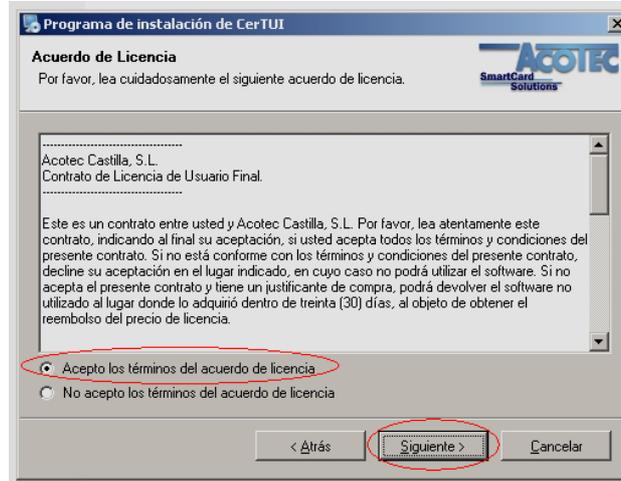 Programa de instalación de CerTUI
Acuerdo de Licencia
Por favor, lea cuidadosamente el siguiente acuerdo de licencia.
ACOTEC
SmartCard
Solutions
----------------------------------
Acotec Castilla, S.L.
Contrato de Licencia de Usuario Final.
----------------------------------
Este es un contrato entre usted y Acotec Castilla, S.L. Por favor, lea atentamente este
contrato, indicando al final su aceptación, si usted acepta todos los términos y condiciones del
presente contrato. Si no está conforme con los términos y condiciones del presente contrato,
decline su aceptación en el lugar indicado, en cuyo caso no podrá utilizar el software. Si no
acepta el presente contrato y tiene un justificante de compra, podrá devolver el software no
utilizado al lugar donde lo adquirió dentro de treinta (30) días, al objeto de obtener el
reembolso del precio de licencia.
Acepto los términos del acuerdo de licencia
No acepto los términos del acuerdo de licencia
< Atrás
Siguiente >
Cancelar